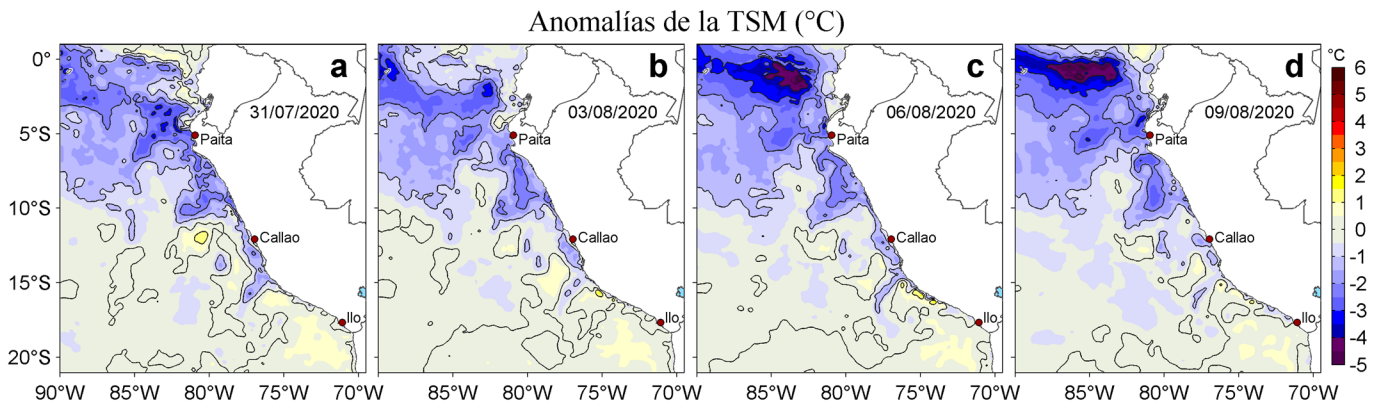 Anomalías de la TSM (°C)
a
b
c
d
°C
31/07/2020
03/08/2020
06/08/2020
09/08/2020
Paita
Paita
Paita
Paita
Callao
Callao
Callao
Callao
Ilo
Ilo
Ilo
Ilo
0°
5°S
10°S
15°S
20°S
90°W 85°W 80°W 75°W 70°W
85°W 80°W 75°W 70°W
85°W 80°W 75°W 70°W
85°W 80°W 75°W 70°W
6
5
4
3
2
1
0
-1
-2
-3
-4
-5